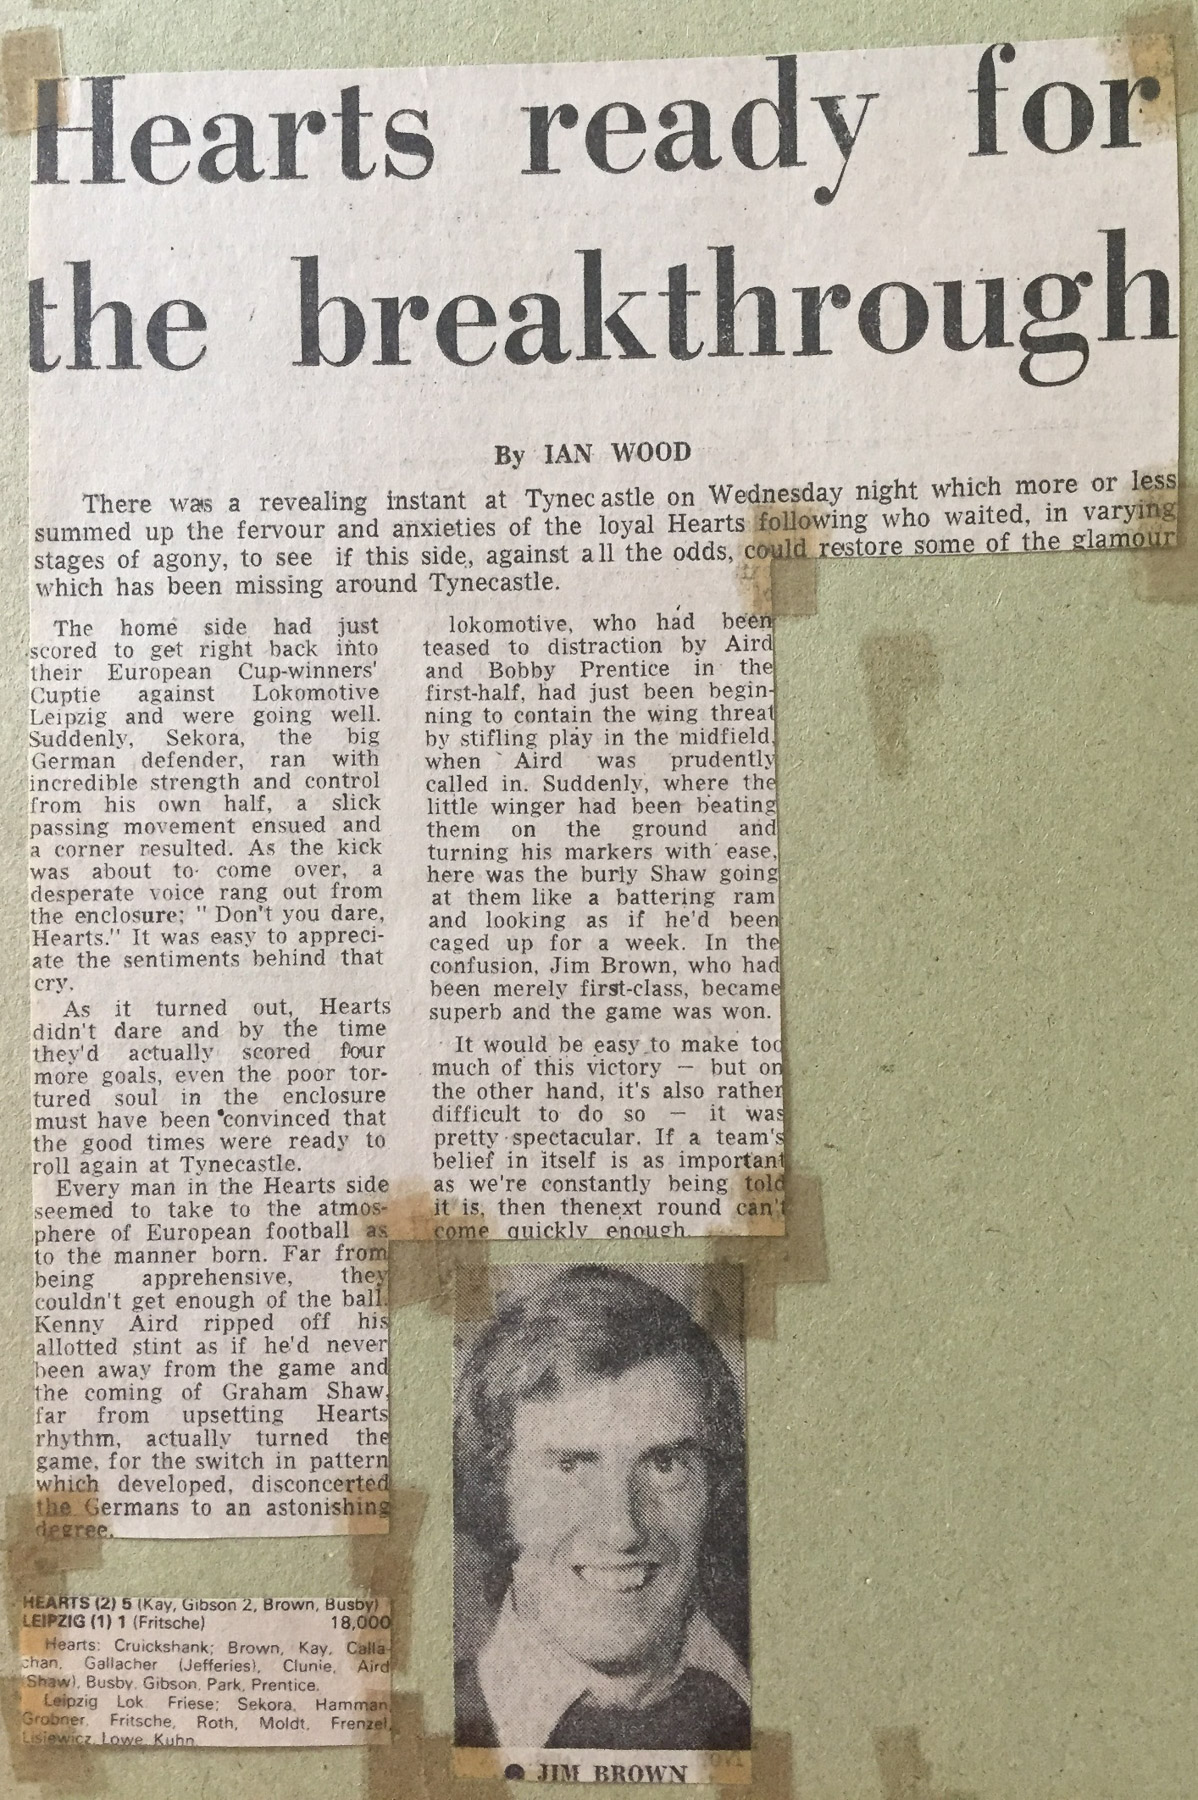 Hearts ready for
the breakthrough
By IAN WOOD
There was a revealing instant at Tynecastle on Wednesday night which more or less
summed up the fervour and anxieties of the loyal Hearts following who waited, in varying
stages of agony, to see if this side, against all the odds, could restore some of the glamour
which has been missing around Tynecastle.
The home side had just
scored to get right back into
their European Cup-winners'
Cuptie against Lokomotive
Leipzig and were going well.
Suddenly, Sekora, the big
German defender, ran with
incredible strength and control
from his own half, a slick
passing movement ensued and
a corner resulted. As the kick
was about to come over, a
desperate voice rang out from
the enclosure: "Don't you dare,
Hearts." It was easy to appreci-
ate the sentiments behind that
cry.
As it turned out, Hearts
didn't dare and by the time
they'd actually scored four
more goals, even the poor tor-
tured soul in the enclosure
must have been convinced that
the good times were ready to
roll again at Tynecastle.
Every man in the Hearts side
seemed to take to the atmos-
phere of European football as
to the manner born. Far from
being apprehensive, they
couldn't get enough of the ball.
Kenny Aird ripped off his
allotted stint as if he'd never
been away from the game and
the coming of Graham Shaw,
far from upsetting Hearts
rhythm, actually turned the
game, for the switch in pattern
which developed, disconcerted
the Germans to an astonishing
degree.
lokomotive, who had been
teased to distraction by Aird
and Bobby Prentice in the
first-half, had just been begin-
ning to contain the wing threat
by stifling play in the midfield,
when Aird was prudently
called in. Suddenly, where the
little winger had been beating
them on the ground and
turning his markers with ease,
here was the burly Shaw going
at them like a battering ram
and looking as if he'd been
caged up for a week. In the
confusion, Jim Brown, who had
been merely first-class, became
superb and the game was won.
It would be easy to make too
much of this victory — but on
the other hand, it's also rather
difficult to do so — it was
pretty spectacular. If a team's
belief in itself is as important
as we're constantly being told
it is, then thenext round can't
come quickly enough.
HEARTS (2) 5 (Kay, Gibson 2, Brown, Busby)
LEIPZIG (1) 1 (Fritsche) 18,000
Hearts: Cruickshank; Brown, Kay, Calla-
chan, Gallacher (Jefferies), Clunie, Aird
Shaw), Busby, Gibson, Park, Prentice.
Leipzig Lok. Friese; Sekora, Hamman,
Grobner, Fritsche, Roth, Moldt, Frenzel,
Lisiewicz, Lowe, Kuhn.
● JIM BROWN